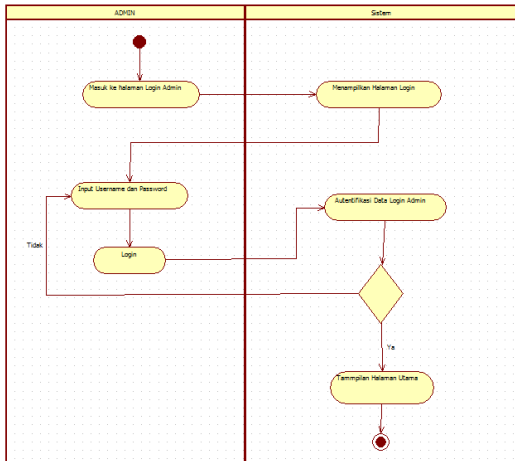 ADMIN
Sistem
Masuk ke halaman Login Admin
Menampilkan Halaman Login
Input Username dan Password
Autentifikasi Data Login Admin
Tidak
Login
Ya
Tammpilan Halaman Utama